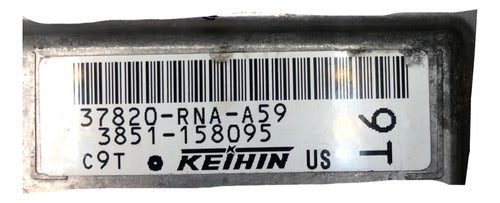 37820-RNA-A59
3851-158095
C9T KEIHIN US
9T